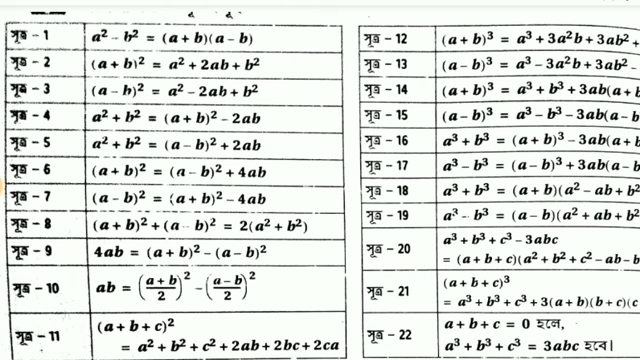 সূত্র – 1 a² – b² = (a + b)(a – b)
সূত্র – 2 (a + b)² = a² + 2ab + b²
সূত্র – 3 (a – b)² = a² – 2ab + b²
সূত্র – 4 a² + b² = (a + b)² – 2ab
সূত্র – 5 a² + b² = (a – b)² + 2ab
সূত্র – 6 (a + b)² = (a – b)² + 4ab
সূত্র – 7 (a – b)² = (a + b)² – 4ab
সূত্র – 8 (a + b)² + (a – b)² = 2(a² + b²)
সূত্র – 9 4ab = (a + b)² – (a – b)²
সূত্র – 10 ab = ((a+b)/2)² – ((a–b)/2)²
সূত্র – 11 (a + b + c)²
= a² + b² + c² + 2ab + 2bc + 2ca
সূত্র – 12 (a + b)³ = a³ + 3a²b + 3ab² +
সূত্র – 13 (a – b)³ = a³ – 3a²b + 3ab² –
সূত্র – 14 (a + b)³ = a³ + b³ + 3ab(a + b
সূত্র – 15 (a – b)³ = a³ – b³ – 3ab(a – b
সূত্র – 16 a³ + b³ = (a + b)³ – 3ab(a + b
সূত্র – 17 a³ – b³ = (a – b)³ + 3ab(a – b
সূত্র – 18 a³ + b³ = (a + b)(a² – ab + b²
সূত্র – 19 a³ – b³ = (a – b)(a² + ab + b²
সূত্র – 20 a³ + b³ + c³ – 3abc
= (a + b + c)(a² + b² + c² – ab – b
সূত্র – 21 (a + b + c)³
= a³ + b³ + c³ + 3(a + b)(b + c)(c
সূত্র – 22 a + b + c = 0 হলে,
a³ + b³ + c³ = 3abc হবে।